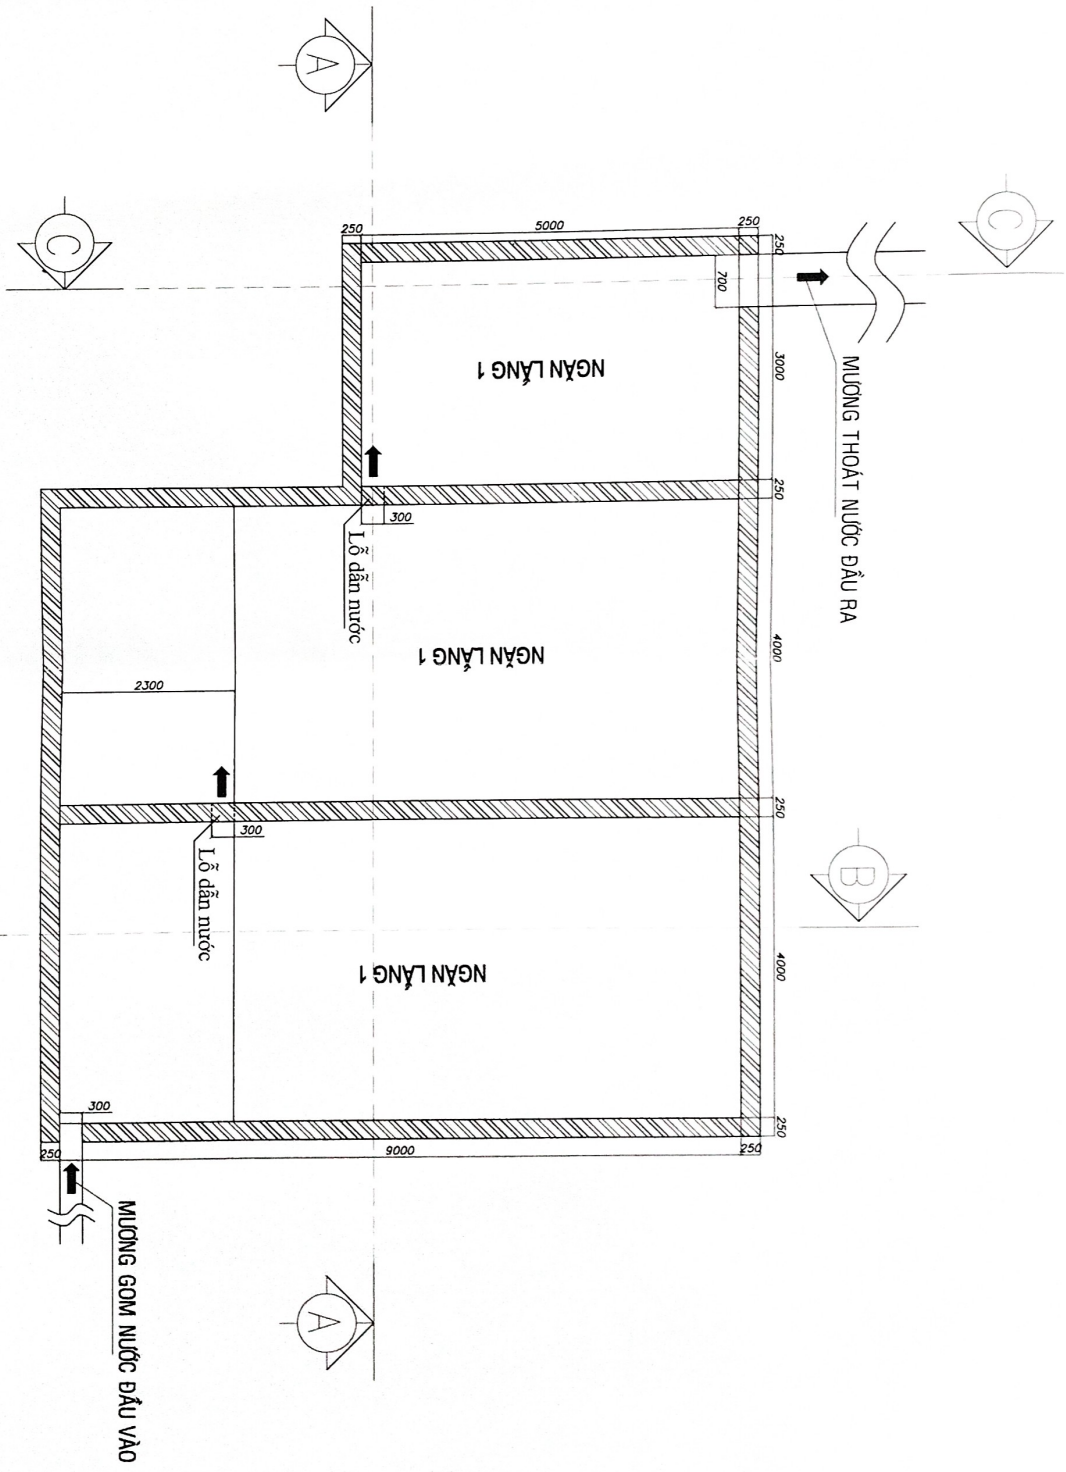 A
C
C
250
5000
250
250
700
NGĂN LẮNG 1
3000
MƯƠNG THOÁT NƯỚC ĐẦU RA
250
300
Lỗ dẫn nước
NGĂN LẮNG 1
4000
2300
250
300
Lỗ dẫn nước
B
NGĂN LẮNG 1
4000
300
250
250
9000
250
MƯƠNG GOM NƯỚC ĐẦU VÀO
A